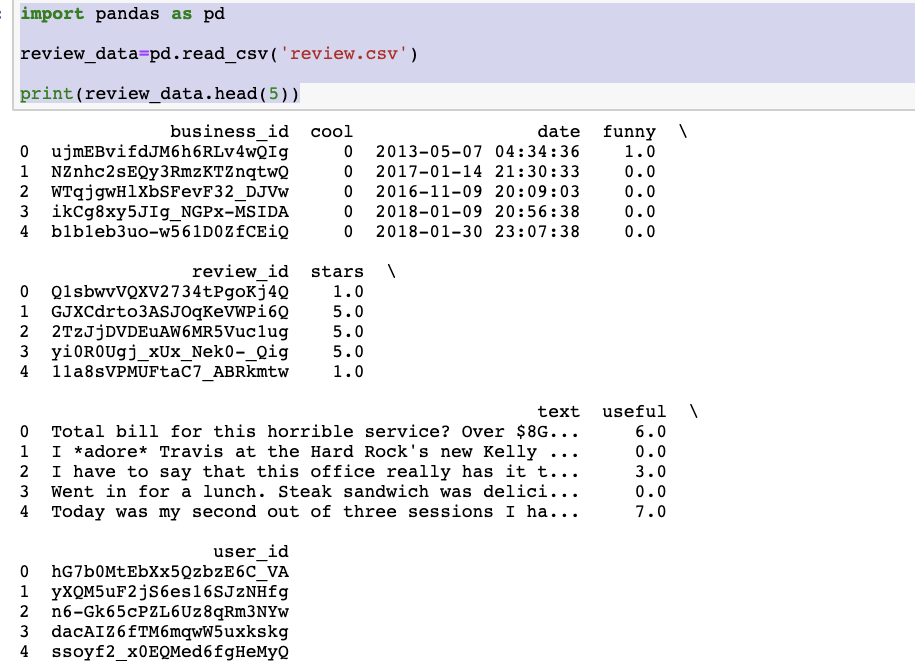 import pandas as pd
review_data=pd.read_csv('review.csv')
print(review_data.head(5))
business_id cool date funny \
0 ujmEBvifdJM6h6RLv4wQIg 0 2013-05-07 04:34:36 1.0
1 NZnhc2sEQy3RmzKTZnqtwQ 0 2017-01-14 21:30:33 0.0
2 WTqjgwHlXbSFevF32_DJVw 0 2016-11-09 20:09:03 0.0
3 ikCg8xy5JIg_NGPx-MSIDA 0 2018-01-09 20:56:38 0.0
4 b1b1eb3uo-w561D0ZfCEiQ 0 2018-01-30 23:07:38 0.0
review_id stars \
0 Q1sbwvVQXV2734tPgoKj4Q 1.0
1 GJXCdrto3ASJOqKeVWPi6Q 5.0
2 2TzJjDVDEuAW6MR5Vuc1ug 5.0
3 yi0R0Ugj_xUx_Nek0-_Qig 5.0
4 11a8sVPMUFtaC7_ABRkmtw 1.0
text useful \
0 Total bill for this horrible service? Over $8G... 6.0
1 I *adore* Travis at the Hard Rock's new Kelly ... 0.0
2 I have to say that this office really has it t... 3.0
3 Went in for a lunch. Steak sandwich was delici... 0.0
4 Today was my second out of three sessions I ha... 7.0
user_id
0 hG7b0MtEbXx5QzbzE6C_VA
1 yXQM5uF2jS6es16SJzNHfg
2 n6-Gk65cPZL6Uz8qRm3NYw
3 dacAIZ6fTM6mqwW5uxkskg
4 ssoyf2_x0EQMed6fgHeMyQ